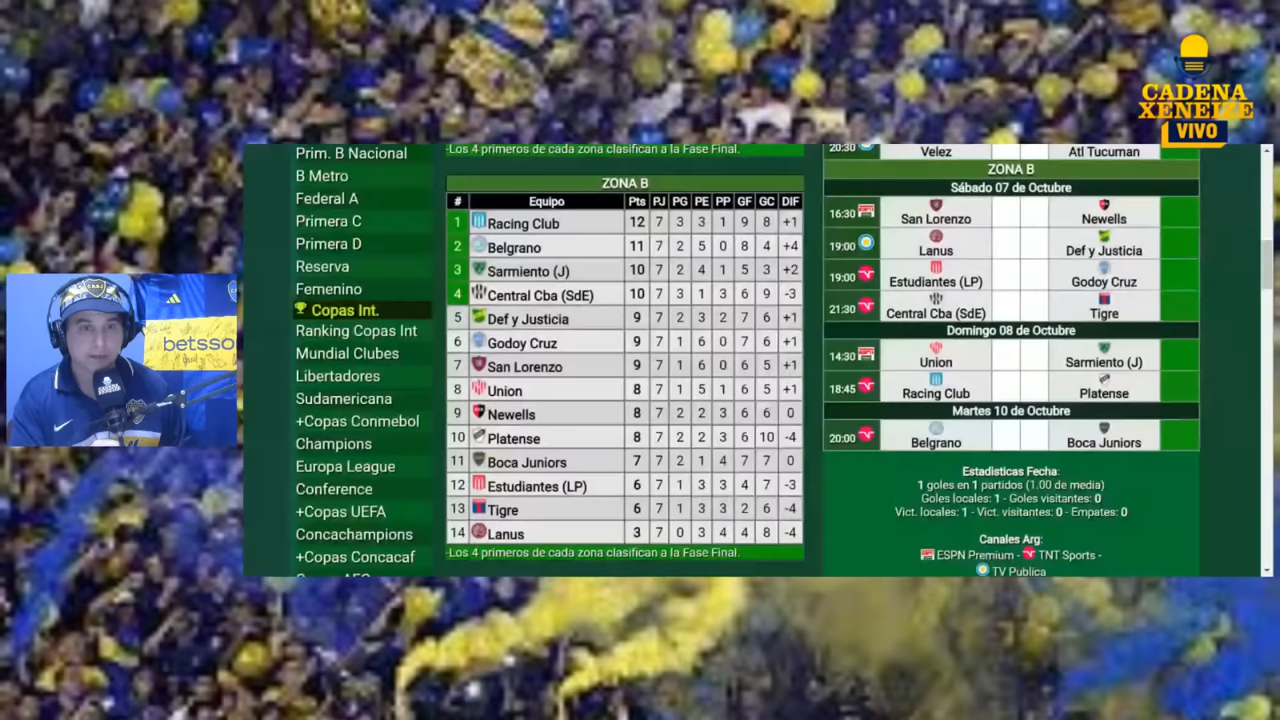 CADENA
XENEIZE
VIVO
betsso
Prim. B Nacional
B Metro
Federal A
Primera C
Primera D
Reserva
Femenino
Copas Int.
Ranking Copas Int
Mundial Clubes
Libertadores
Sudamericana
+Copas Conmebol
Champions
Europa League
Conference
+Copas UEFA
Concachampions
+Copas Concacaf
-Los 4 primeros de cada zona clasifican a la Fase Final.
ZONA B
# Equipo Pts PJ PG PE PP GF GC DIF
1 Racing Club 12 7 3 3 1 9 8 +1
2 Belgrano 11 7 2 5 0 8 4 +4
3 Sarmiento (J) 10 7 2 4 1 5 3 +2
4 Central Cba (SdE) 10 7 3 1 3 6 9 -3
5 Def y Justicia 9 7 2 3 2 7 6 +1
6 Godoy Cruz 9 7 1 6 0 7 6 +1
7 San Lorenzo 9 7 1 6 0 6 5 +1
8 Union 8 7 1 5 1 6 5 +1
9 Newells 8 7 2 2 3 6 6 0
10 Platense 8 7 2 2 3 6 10 -4
11 Boca Juniors 7 7 2 1 4 7 7 0
12 Estudiantes (LP) 6 7 1 3 3 4 7 -3
13 Tigre 6 7 1 3 3 2 6 -4
14 Lanus 3 7 0 3 4 4 8 -4
-Los 4 primeros de cada zona clasifican a la Fase Final.
20:30 Velez Atl Tucuman
ZONA B
Sábado 07 de Octubre
16:30 San Lorenzo Newells
19:00 Lanus Def y Justicia
19:00 Estudiantes (LP) Godoy Cruz
21:30 Central Cba (SdE) Tigre
Domingo 08 de Octubre
14:30 Union Sarmiento (J)
18:45 Racing Club Platense
Martes 10 de Octubre
20:00 Belgrano Boca Juniors
Estadisticas Fecha:
1 goles en 1 partidos (1.00 de media)
Goles locales: 1 - Goles visitantes: 0
Vict. locales: 1 - Vict. visitantes: 0 - Empates: 0
Canales Arg:
ESPN Premium - TNT Sports -
TV Publica